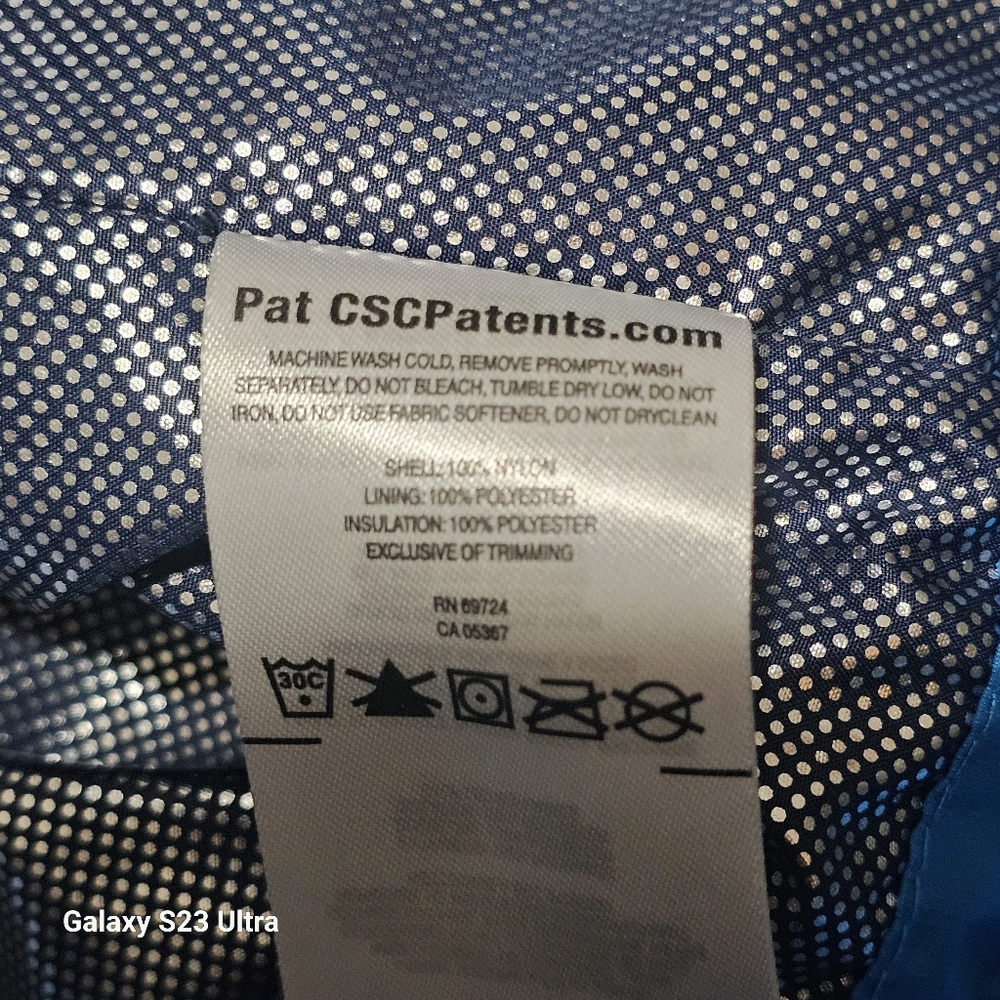 Pat CSCPatents.com
MACHINE WASH COLD, REMOVE PROMPTLY, WASH
SEPARATELY, DO NOT BLEACH, TUMBLE DRY LOW, DO NOT
IRON, DO NOT USE FABRIC SOFTENER, DO NOT DRYCLEAN
SHELL: 100% NYLON
LINING: 100% POLYESTER
INSULATION: 100% POLYESTER
EXCLUSIVE OF TRIMMING
RN 69724
CA 05367
30C
Galaxy S23 Ultra